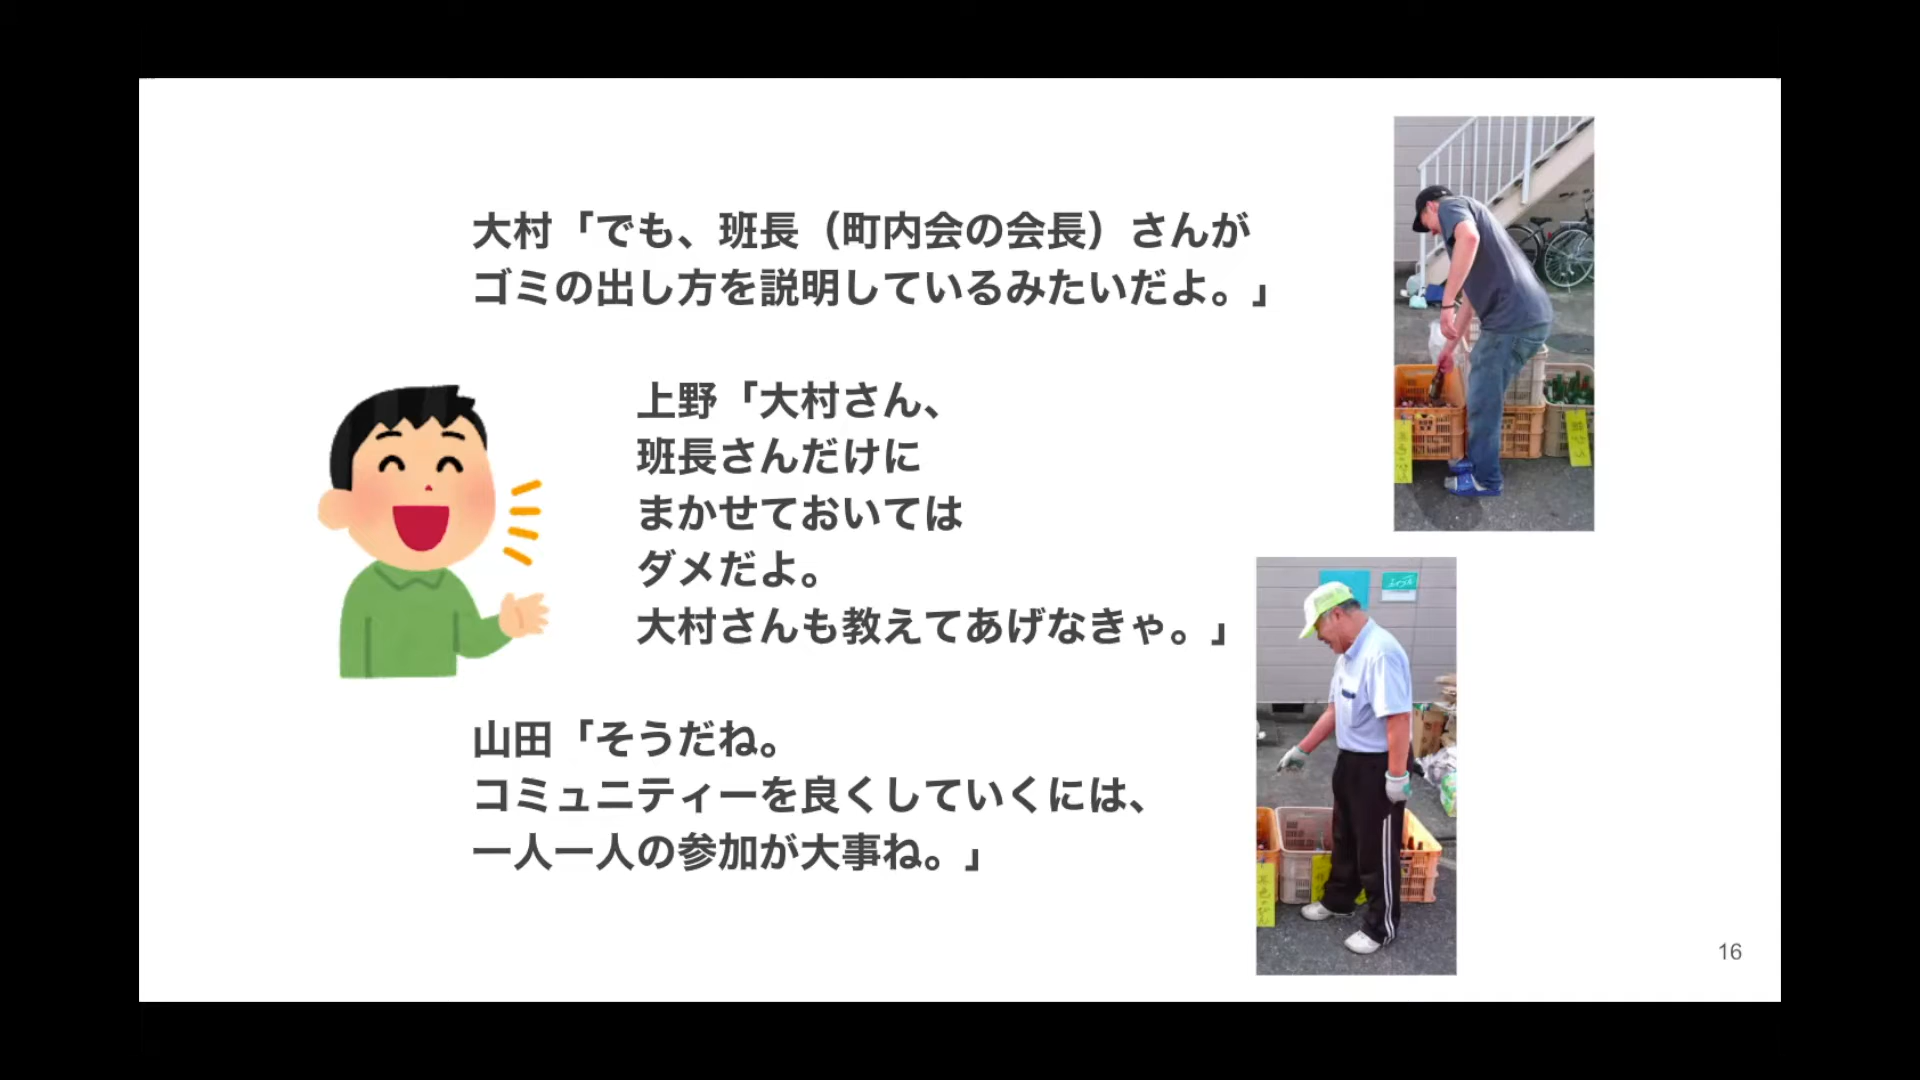 大村「でも、班長（町内会の会長）さんが
ゴミの出し方を説明しているみたいだよ。」
上野「大村さん、
班長さんだけに
まかせておいては
ダメだよ。
大村さんも教えてあげなきゃ。」
山田「そうだね。
コミュニティーを良くしていくには、
一人一人の参加が大事ね。」
16